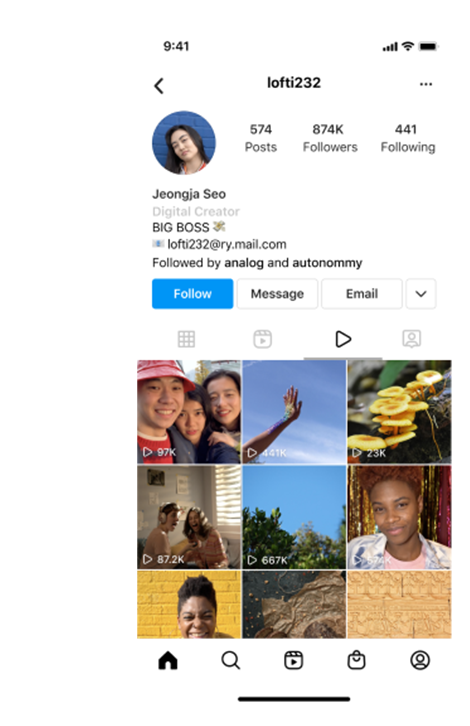 9:41
lofti232
574 874K 441
Posts Followers Following
Jeongja Seo
Digital Creator
BIG BOSS 💸
📧 lofti232@ry.mail.com
Followed by analog and autonommy
Follow Message Email
97K 441K 23K
87.2K 667K